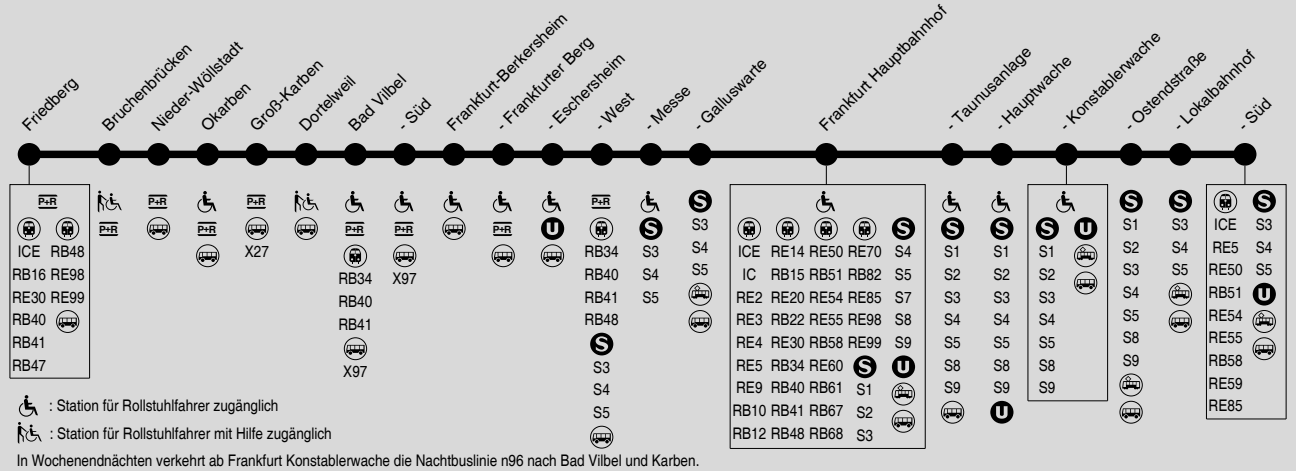 Friedberg
Bruchenbrücken
Nieder-Wöllstadt
Okarben
Groß-Karben
Dortelweil
Bad Vilbel
- Süd
Frankfurt-Berkersheim
- Frankfurter Berg
- Eschersheim
- West
- Messe
- Galluswarte
Frankfurt Hauptbahnhof
- Taunusanlage
- Hauptwache
- Konstablerwache
- Ostendstraße
- Lokalbahnhof
- Süd
P+R
ICE RB48
RB16 RE98
RE30 RE99
RB40
RB41
RB47
P+R
P+R
P+R
P+R
X27
P+R
RB34
RB40
RB41
X97
P+R
X97
P+R
P+R
U
P+R
RB34
RB40
RB41
RB48
S
S3
S4
S5
S
S3
S4
S5
S
S3
S4
S5
S
ICE RE14 RE50 RE70 S4
IC RB15 RB51 RB82 S5
RE2 RE20 RE54 RE85 S7
RE3 RB22 RE55 RE98 S8
RE4 RE30 RB58 RE99 S9
RE5 RB34 RE60 S U
RE9 RB40 RB61 S1
RB10 RB41 RB67 S2
RB12 RB48 RB68 S3
S
S1
S2
S3
S4
S5
S8
S9
S
S1
S2
S3
S4
S5
S8
S9
U
S U
S1
S2
S3
S4
S5
S8
S9
S
S1
S2
S3
S4
S5
S8
S9
S
S3
S4
S5
S
ICE S3
RE5 S4
RE50 S5
RB51 U
RE54
RE55
RB58
RE59
RE85
: Station für Rollstuhlfahrer zugänglich
: Station für Rollstuhlfahrer mit Hilfe zugänglich
In Wochenendnächten verkehrt ab Frankfurt Konstablerwache die Nachtbuslinie n96 nach Bad Vilbel und Karben.